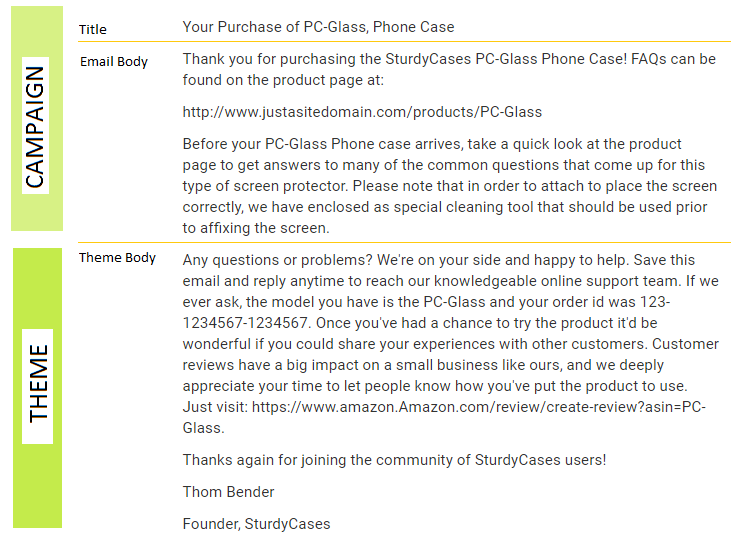 CAMPAIGN
Title
Your Purchase of PC-Glass, Phone Case
Email Body
Thank you for purchasing the SturdyCases PC-Glass Phone Case! FAQs can be
found on the product page at:
http://www.justasitedomain.com/products/PC-Glass
Before your PC-Glass Phone case arrives, take a quick look at the product
page to get answers to many of the common questions that come up for this
type of screen protector. Please note that in order to attach to place the screen
correctly, we have enclosed as special cleaning tool that should be used prior
to affixing the screen.
THEME
Theme Body
Any questions or problems? We're on your side and happy to help. Save this
email and reply anytime to reach our knowledgeable online support team. If we
ever ask, the model you have is the PC-Glass and your order id was 123-
1234567-1234567. Once you've had a chance to try the product it'd be
wonderful if you could share your experiences with other customers. Customer
reviews have a big impact on a small business like ours, and we deeply
appreciate your time to let people know how you've put the product to use.
Just visit: https://www.amazon.Amazon.com/review/create-review?asin=PC-
Glass.
Thanks again for joining the community of SturdyCases users!
Thom Bender
Founder, SturdyCases